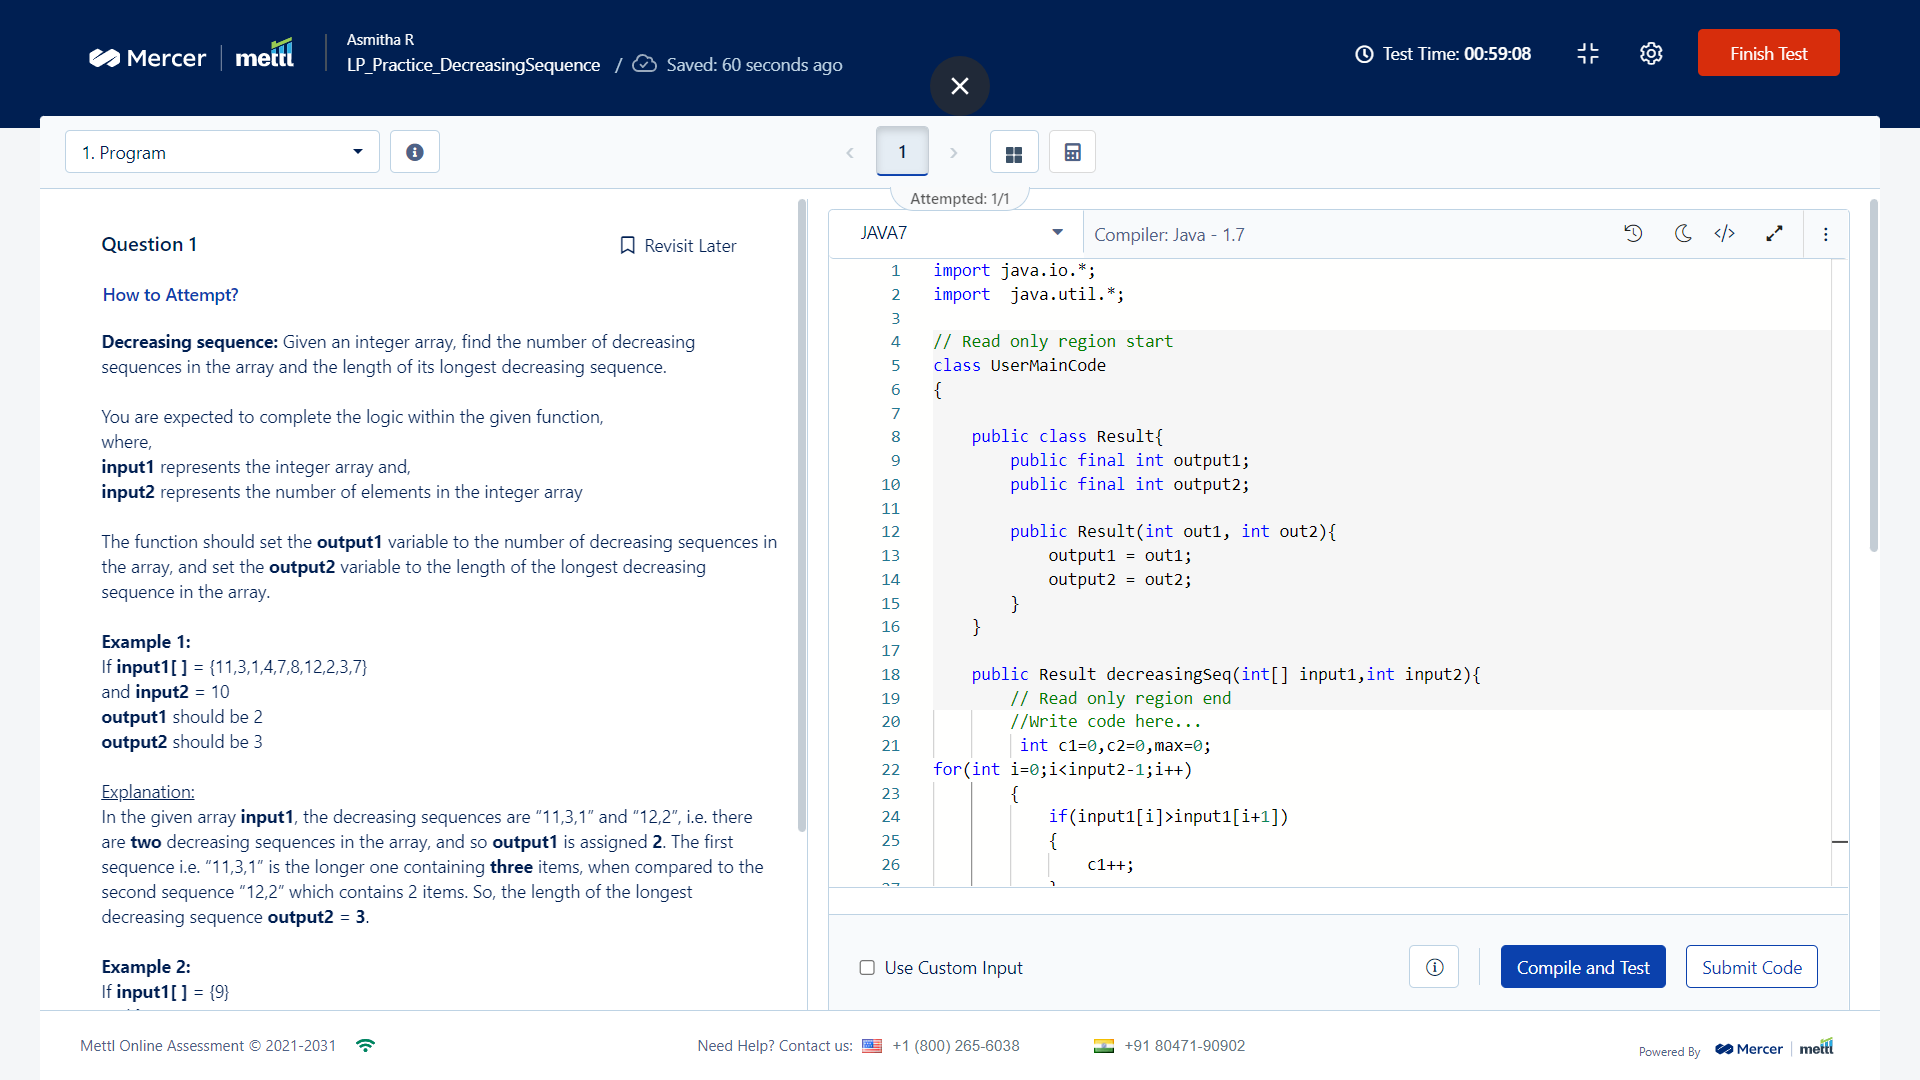 Mercer mettl
Asmitha R
LP_Practice_DecreasingSequence / Saved: 60 seconds ago
Test Time: 00:59:08
Finish Test
1. Program
1
Attempted: 1/1
Question 1
Revisit Later
How to Attempt?
Decreasing sequence: Given an integer array, find the number of decreasing
sequences in the array and the length of its longest decreasing sequence.
You are expected to complete the logic within the given function,
where,
input1 represents the integer array and,
input2 represents the number of elements in the integer array
The function should set the output1 variable to the number of decreasing sequences in
the array, and set the output2 variable to the length of the longest decreasing
sequence in the array.
Example 1:
If input1[ ] = {11,3,1,4,7,8,12,2,3,7}
and input2 = 10
output1 should be 2
output2 should be 3
Explanation:
In the given array input1, the decreasing sequences are “11,3,1” and “12,2”, i.e. there
are two decreasing sequences in the array, and so output1 is assigned 2. The first
sequence i.e. “11,3,1” is the longer one containing three items, when compared to the
second sequence “12,2” which contains 2 items. So, the length of the longest
decreasing sequence output2 = 3.
Example 2:
If input1[ ] = {9}
JAVA7
Compiler: Java - 1.7
1 import java.io.*;
2 import  java.util.*;
3
4 // Read only region start
5 class UserMainCode
6 {
7
8     public class Result{
9         public final int output1;
10         public final int output2;
11
12         public Result(int out1, int out2){
13             output1 = out1;
14             output2 = out2;
15         }
16     }
17
18     public Result decreasingSeq(int[] input1,int input2){
19         // Read only region end
20         //Write code here...
21          int c1=0,c2=0,max=0;
22 for(int i=0;i<input2-1;i++)
23         {
24             if(input1[i]>input1[i+1])
25             {
26                 c1++;
Use Custom Input
Compile and Test
Submit Code
Mettl Online Assessment © 2021-2031
Need Help? Contact us: +1 (800) 265-6038
+91 80471-90902
Powered By Mercer mettl